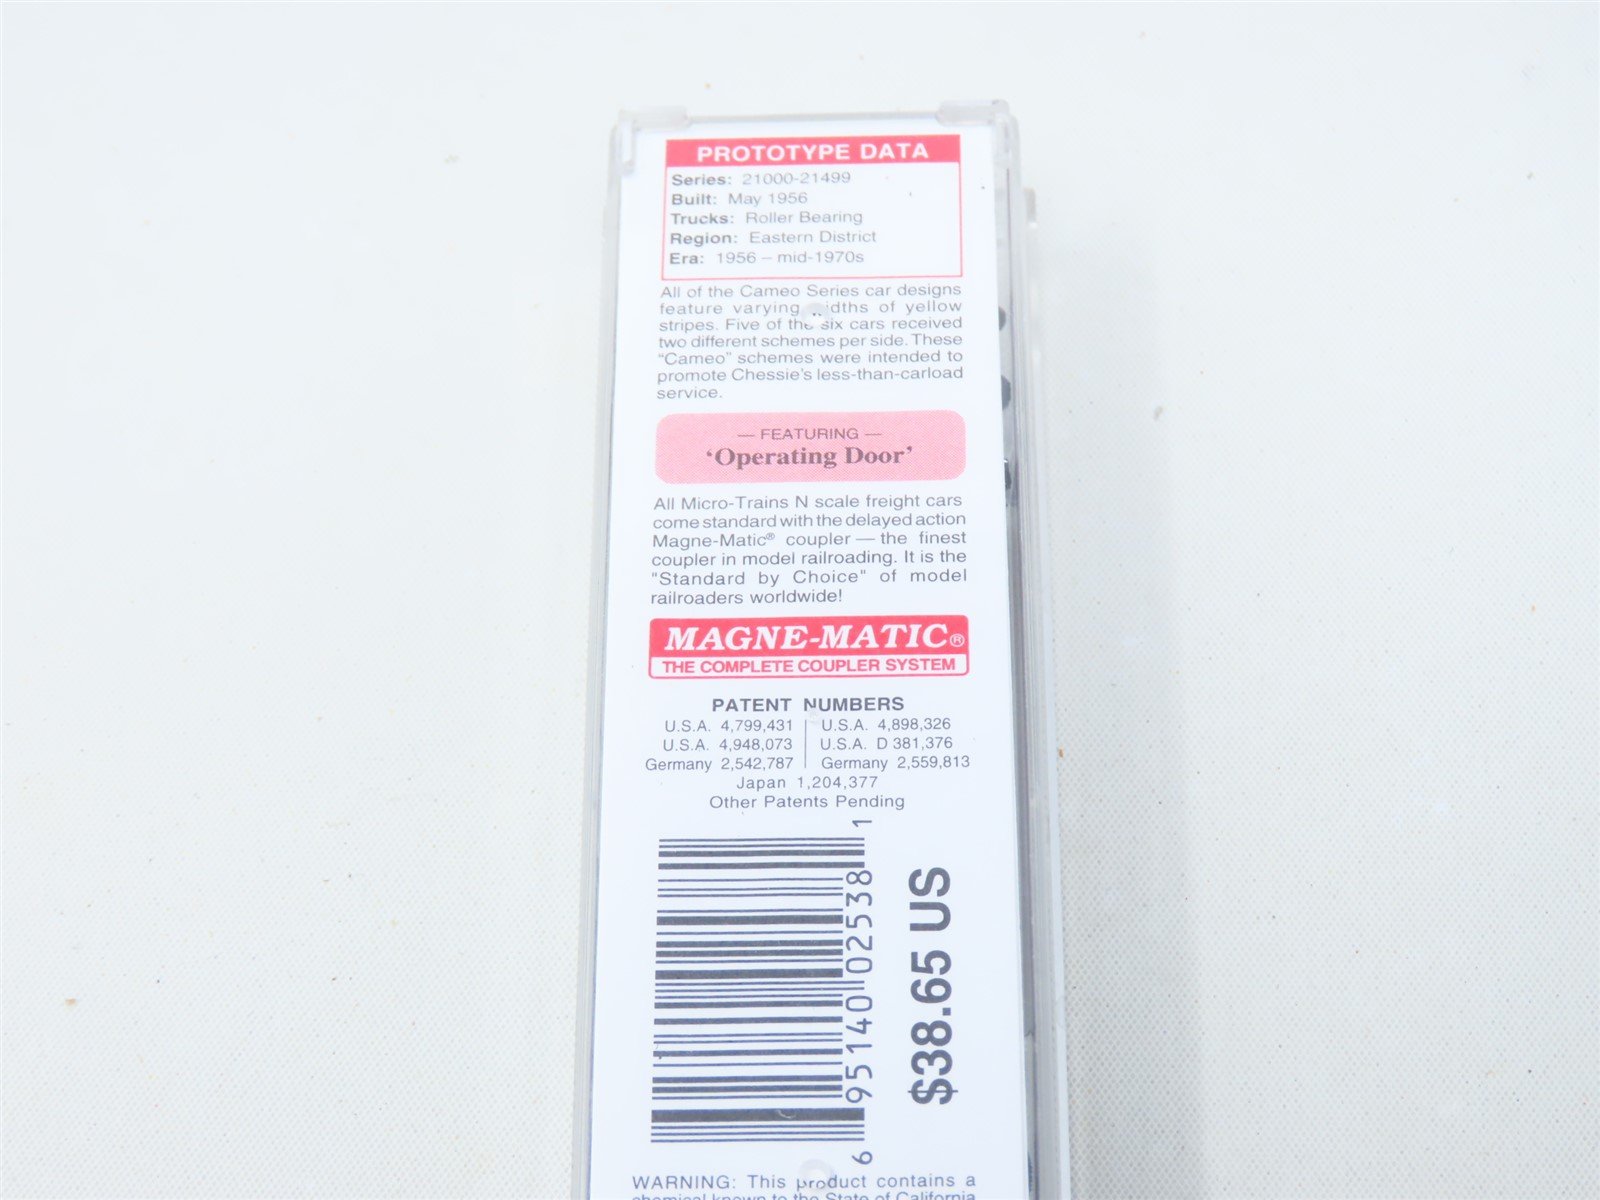 PROTOTYPE DATA
Series: 21000-21499
Built: May 1956
Trucks: Roller Bearing
Region: Eastern District
Era: 1956 – mid-1970s
All of the Cameo Series car designs
feature varying widths of yellow
stripes. Five of the six cars received
two different schemes per side. These
“Cameo” schemes were intended to
promote Chessie's less-than-carload
service.
— FEATURING —
‘Operating Door’
All Micro-Trains N scale freight cars
come standard with the delayed action
Magne-Matic® coupler — the finest
coupler in model railroading. It is the
"Standard by Choice" of model
railroaders worldwide!
MAGNE-MATIC®
THE COMPLETE COUPLER SYSTEM
PATENT NUMBERS
U.S.A. 4,799,431 | U.S.A. 4,898,326
U.S.A. 4,948,073 | U.S.A. D 381,376
Germany 2,542,787 | Germany 2,559,813
Japan 1,204,377
Other Patents Pending
6 95140 02538 1
$38.65 US
WARNING: This product contains a
chemical known to the State of California